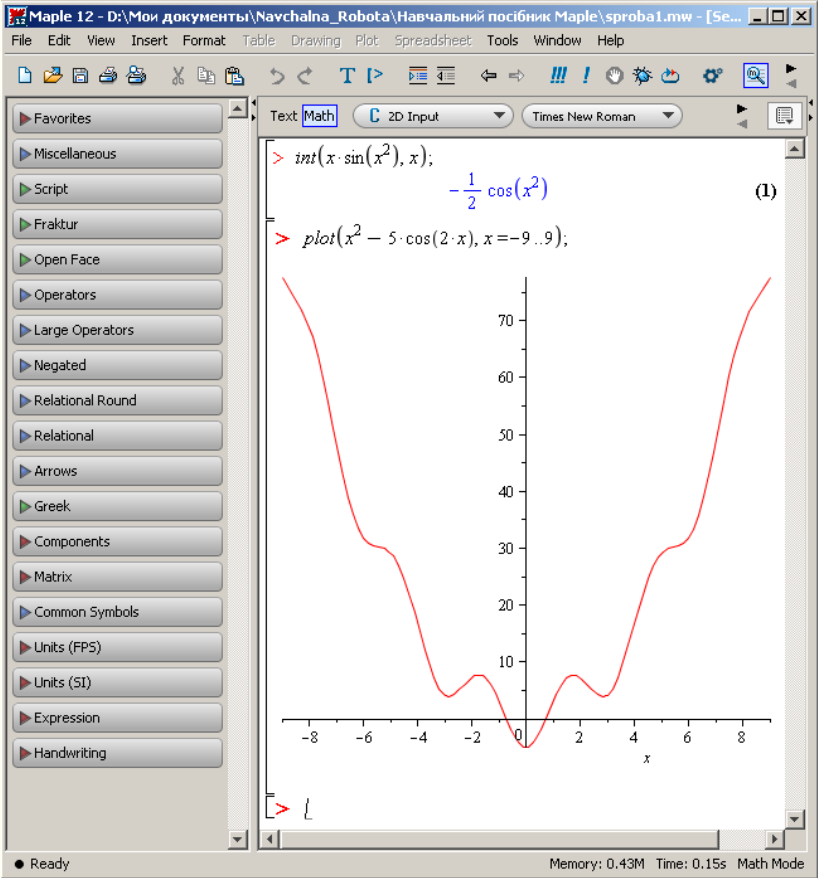 Maple 12 - D:\Мои документы\Navchalna_Robota\Навчальний посібник Maple\sproba1.mw - [Se...
File Edit View Insert Format Table Drawing Plot Spreadsheet Tools Window Help
Text Math C 2D Input Times New Roman
Favorites
Miscellaneous
Script
Fraktur
Open Face
Operators
Large Operators
Negated
Relational Round
Relational
Arrows
Greek
Components
Matrix
Common Symbols
Units (FPS)
Units (SI)
Expression
Handwriting
> int(x·sin(x²), x);
-1/2 cos(x²) (1)
> plot(x² − 5·cos(2·x), x=−9..9);
70
60
50
40
30
20
10
-8 -6 -4 -2 0 2 4 6 8
x
>
Ready Memory: 0.43M Time: 0.15s Math Mode